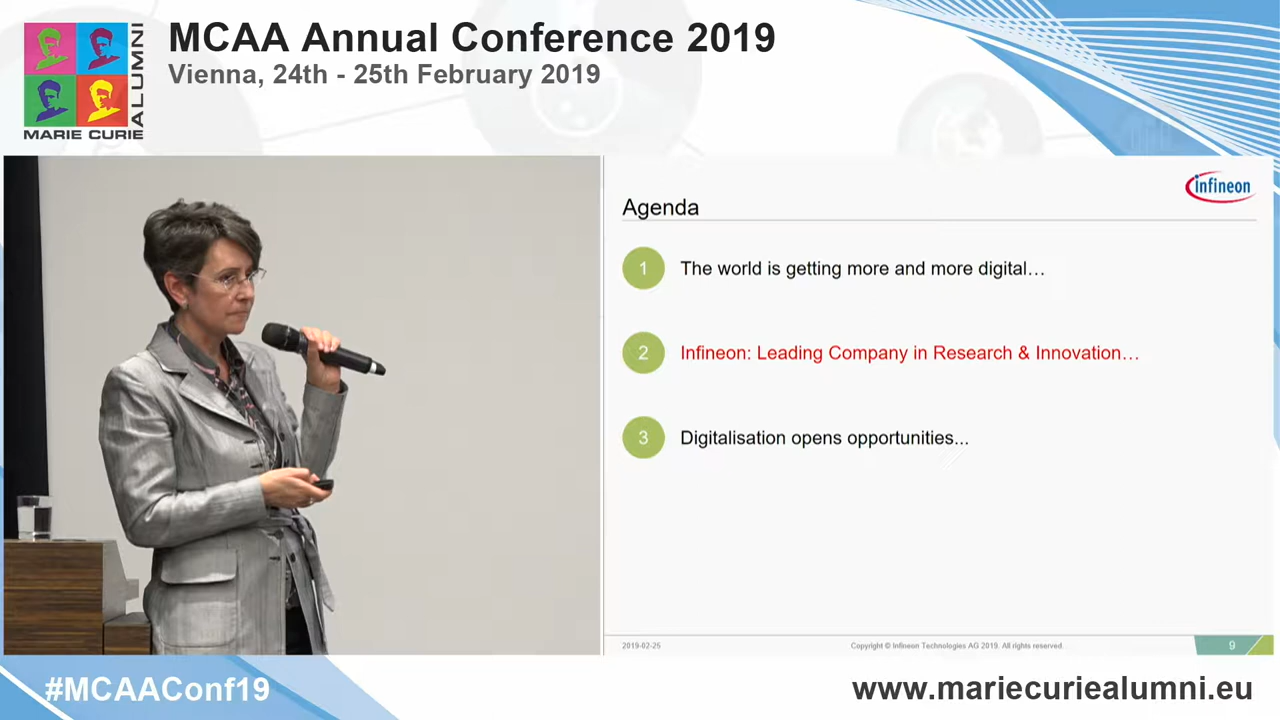 MCAA Annual Conference 2019
Vienna, 24th - 25th February 2019
MARIE CURIE
ALUMNI
infineon
Agenda
1 The world is getting more and more digital…
2 Infineon: Leading Company in Research & Innovation…
3 Digitalisation opens opportunities...
2019-02-25 Copyright © Infineon Technologies AG 2019. All rights reserved. 9
#MCAAConf19
www.mariecuriealumni.eu